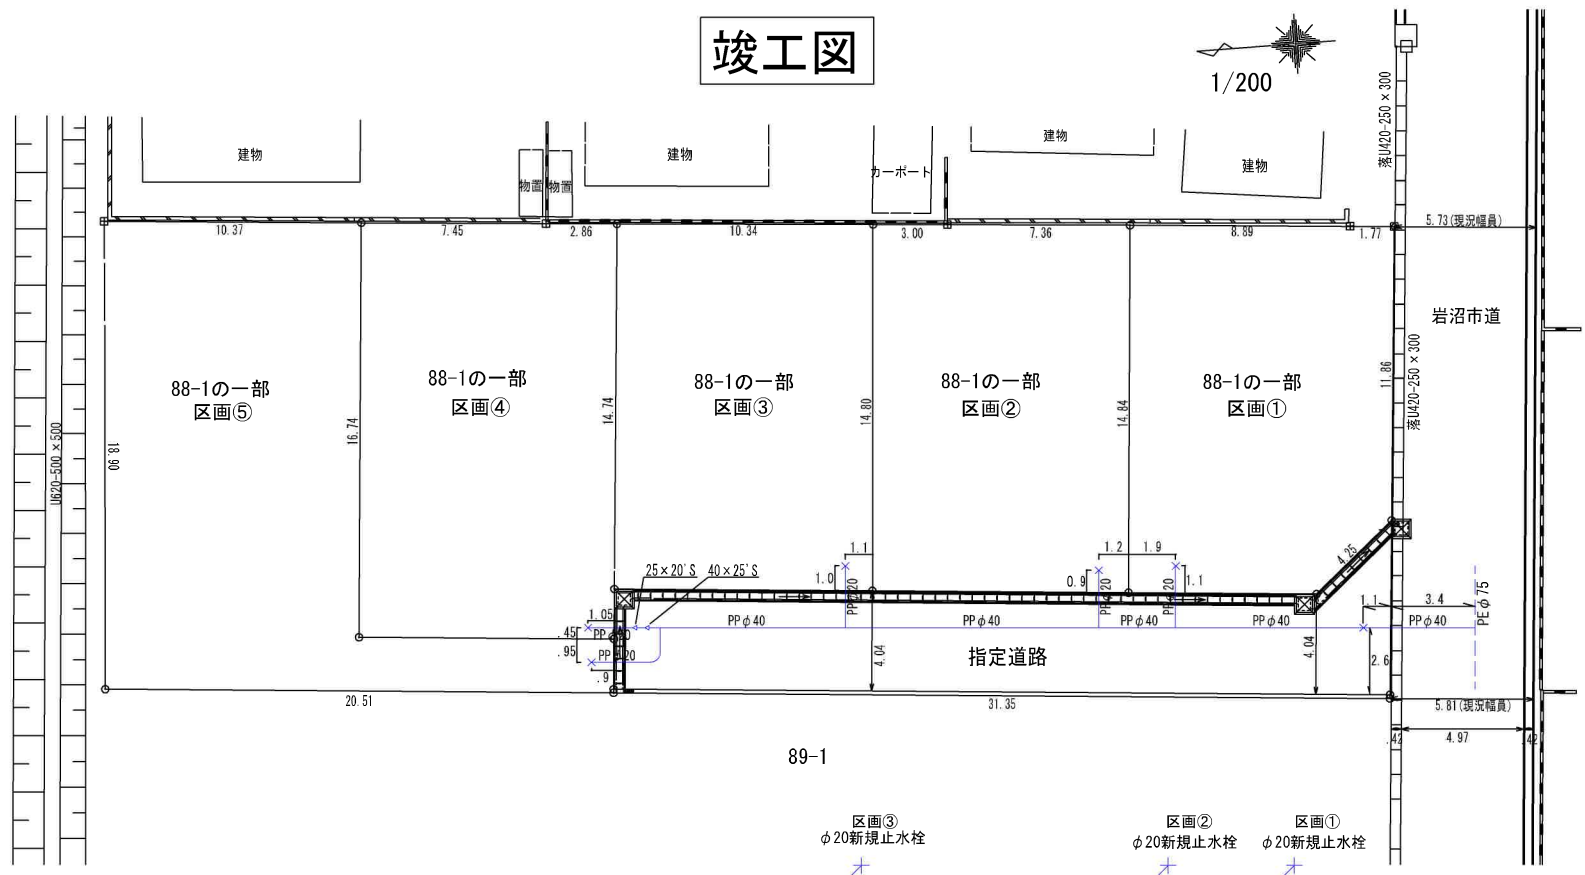 竣工図
1/200
落U420-250×300
建物
建物
建物
建物
物置
物置
カーポート
10.37
7.45
2.86
10.34
3.00
7.36
8.89
1.77
5.73(現況幅員)
岩沼市道
88-1の一部
区画⑤
88-1の一部
区画④
88-1の一部
区画③
88-1の一部
区画②
88-1の一部
区画①
U620-500×500
18.90
16.74
14.74
14.80
14.84
11.86
落U420-250×300
4.25
1.1
1.0
PPφ20
1.2
1.9
0.9
PPφ20
1.1
PPφ20
25×20'S
40×25'S
1.05
.45
.95
.9
PPφ40
PPφ40
PPφ40
PPφ40
PPφ40
1.1
3.4
PEφ75
指定道路
4.04
4.04
2.6
20.51
31.35
5.81(現況幅員)
.42
4.97
.42
89-1
区画③
φ20新規止水栓
区画②
φ20新規止水栓
区画①
φ20新規止水栓